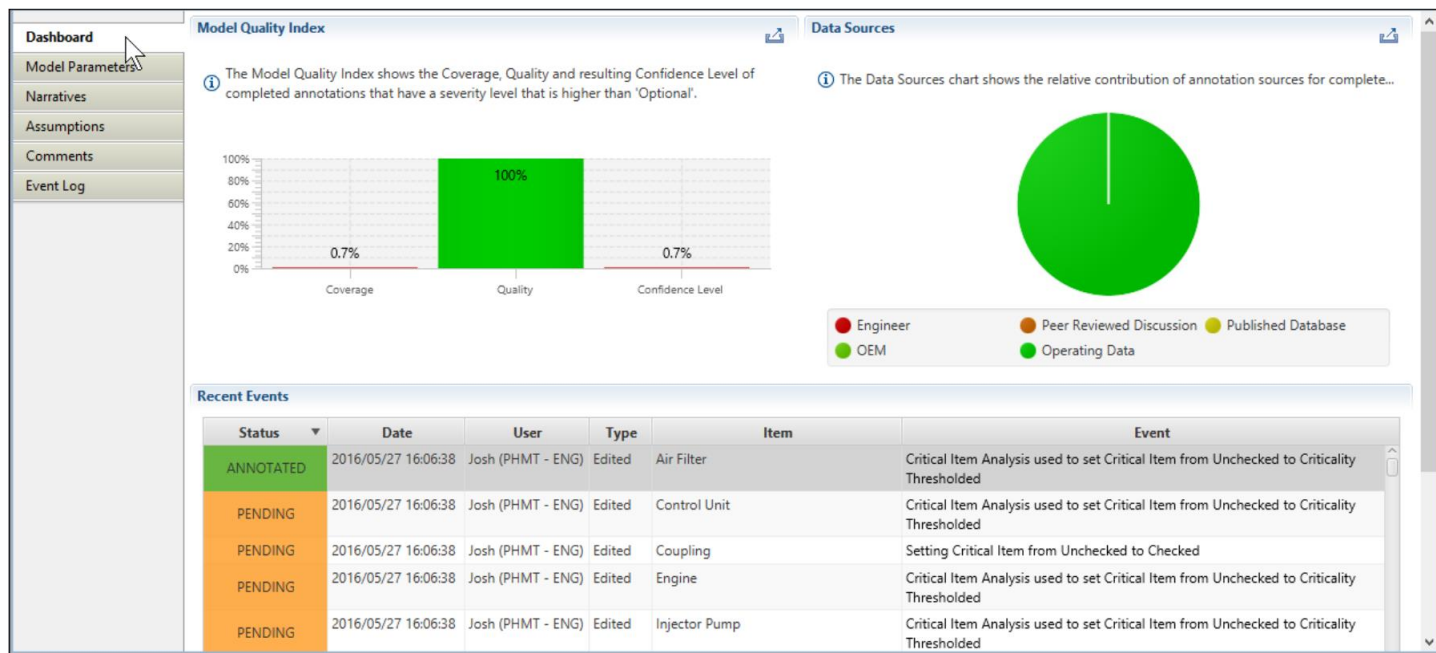 Dashboard
Model Parameters
Narratives
Assumptions
Comments
Event Log
Model Quality Index
The Model Quality Index shows the Coverage, Quality and resulting Confidence Level of
completed annotations that have a severity level that is higher than 'Optional'.
100%
80%
60%
40%
20%
0%
0.7%
100%
0.7%
Coverage
Quality
Confidence Level
Data Sources
The Data Sources chart shows the relative contribution of annotation sources for complete...
Engineer
Peer Reviewed Discussion
Published Database
OEM
Operating Data
Recent Events
Status Date User Type Item Event
ANNOTATED 2016/05/27 16:06:38 Josh (PHMT - ENG) Edited Air Filter Critical Item Analysis used to set Critical Item from Unchecked to Criticality
Thresholded
PENDING 2016/05/27 16:06:38 Josh (PHMT - ENG) Edited Control Unit Critical Item Analysis used to set Critical Item from Unchecked to Criticality
Thresholded
PENDING 2016/05/27 16:06:38 Josh (PHMT - ENG) Edited Coupling Setting Critical Item from Unchecked to Checked
PENDING 2016/05/27 16:06:38 Josh (PHMT - ENG) Edited Engine Critical Item Analysis used to set Critical Item from Unchecked to Criticality
Thresholded
PENDING 2016/05/27 16:06:38 Josh (PHMT - ENG) Edited Injector Pump Critical Item Analysis used to set Critical Item from Unchecked to Criticality
Thresholded